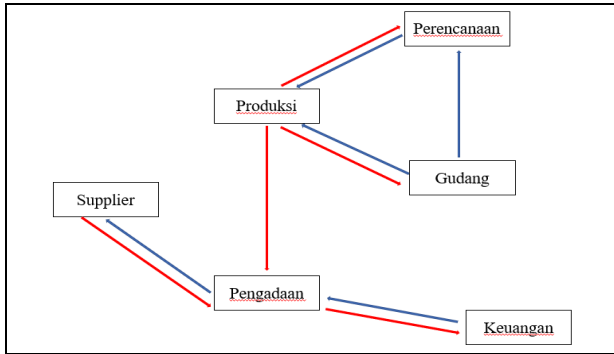 Perencanaan
Produksi
Gudang
Supplier
Pengadaan
Keuangan